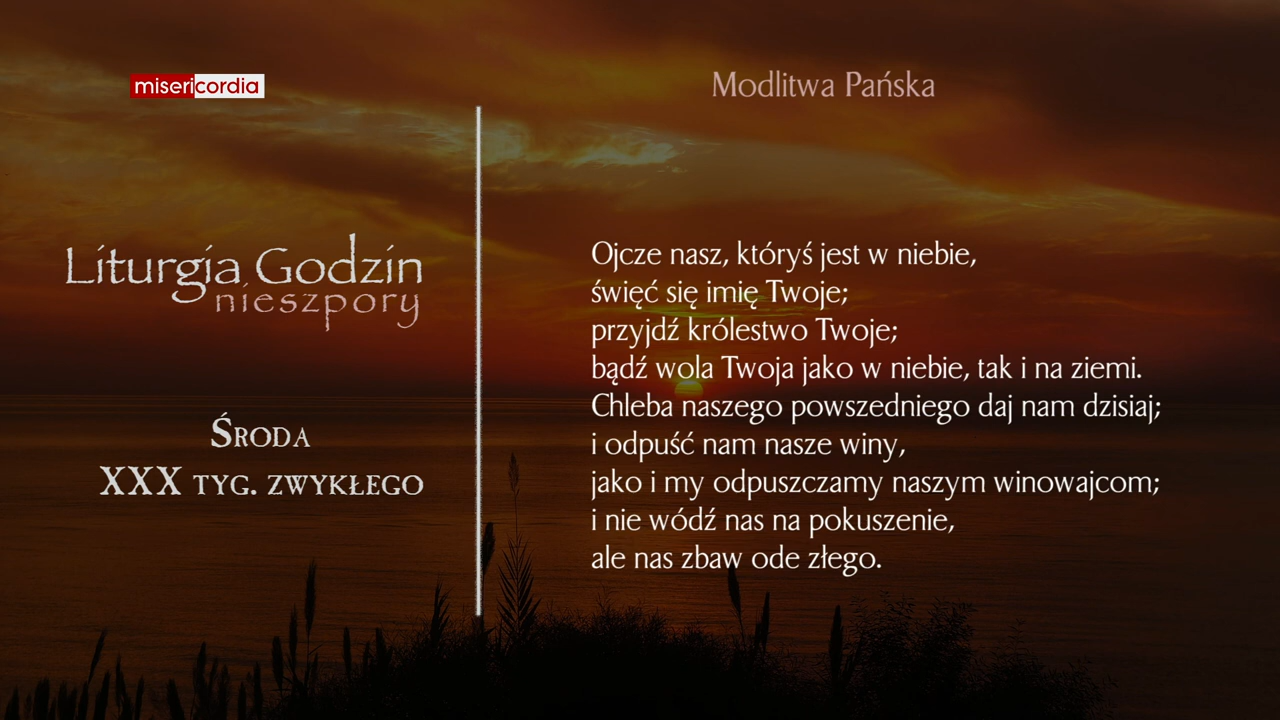 misericordia
Liturgia Godzin
nieszpory
Środa
XXX tyg. zwykłego
Modlitwa Pańska
Ojcze nasz, któryś jest w niebie,
święć się imię Twoje;
przyjdź królestwo Twoje;
bądź wola Twoja jako w niebie, tak i na ziemi.
Chleba naszego powszedniego daj nam dzisiaj;
i odpuść nam nasze winy,
jako i my odpuszczamy naszym winowajcom;
i nie wódź nas na pokuszenie,
ale nas zbaw ode złego.